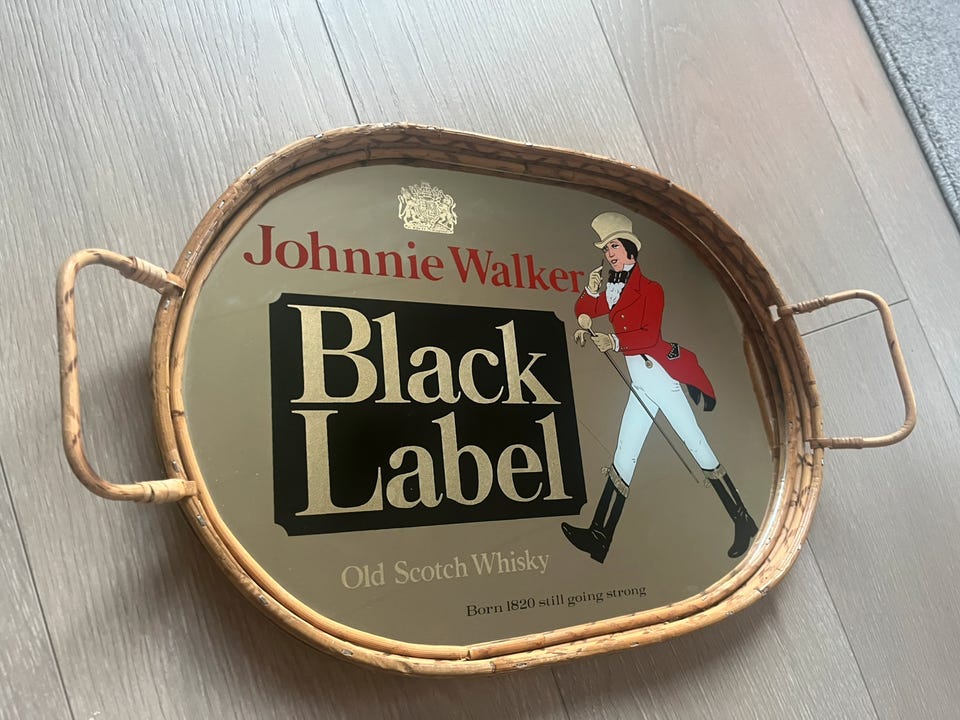 Johnnie Walker
Black
Label
Old Scotch Whisky
Born 1820 still going strong